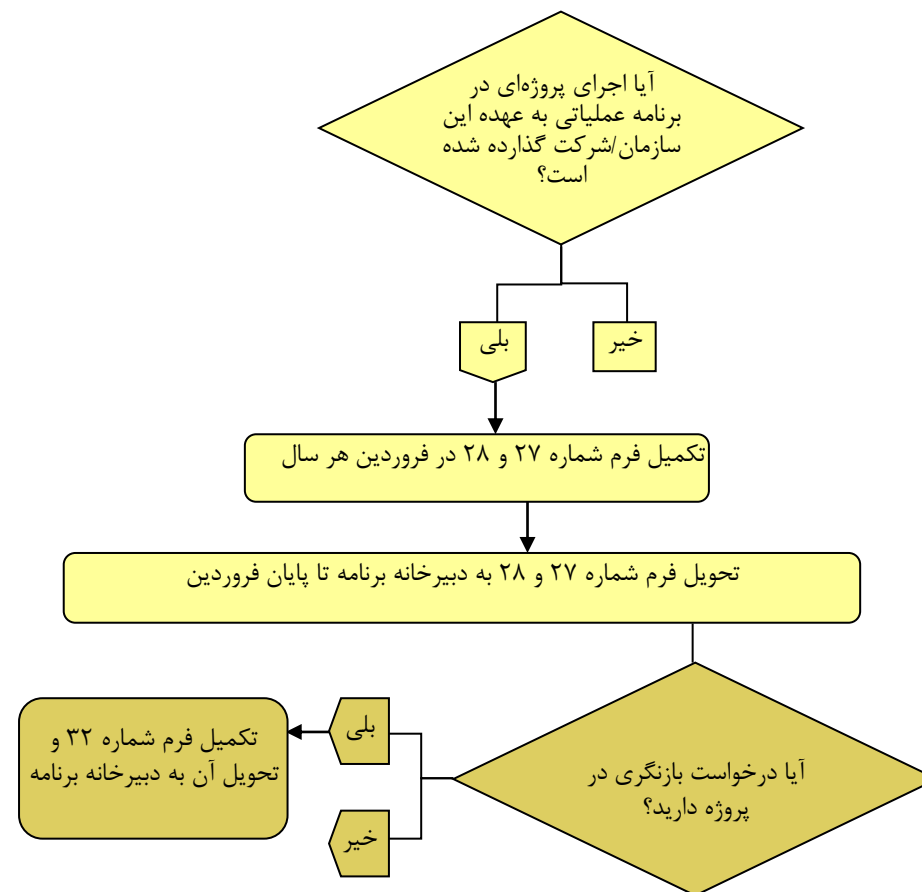 آیا اجرای پروژه‌ای در
برنامه عملیاتی به عهده این
سازمان/شرکت گذارده شده
است؟
خیر
بلی
تکمیل فرم شماره ۲۷ و ۲۸ در فروردین هر سال
تحویل فرم شماره ۲۷ و ۲۸ به دبیرخانه برنامه تا پایان فروردین
آیا درخواست بازنگری در
پروژه دارید؟
بلی
تکمیل فرم شماره ۳۲ و
تحویل آن به دبیرخانه برنامه
خیر